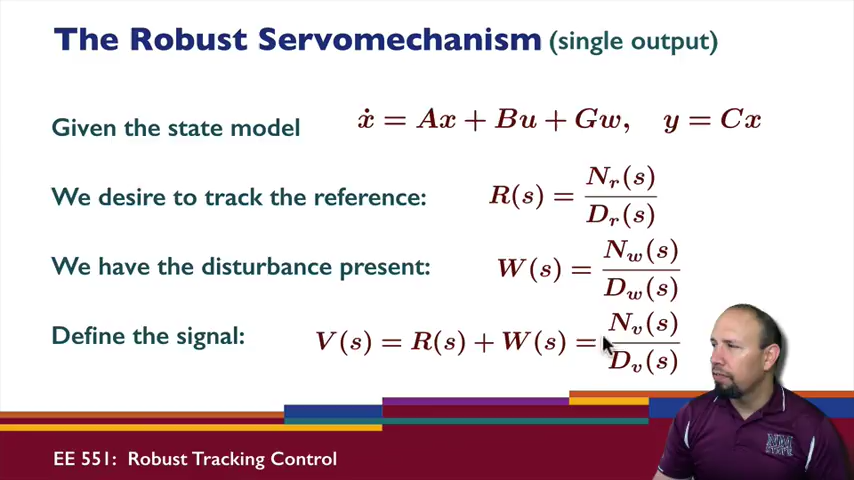 The Robust Servomechanism (single output)
Given the state model ẋ = Ax + Bu + Gw, y = Cx
We desire to track the reference: R(s) = N_r(s) / D_r(s)
We have the disturbance present: W(s) = N_w(s) / D_w(s)
Define the signal: V(s) = R(s) + W(s) = N_v(s) / D_v(s)
NM
STATE
EE 551: Robust Tracking Control